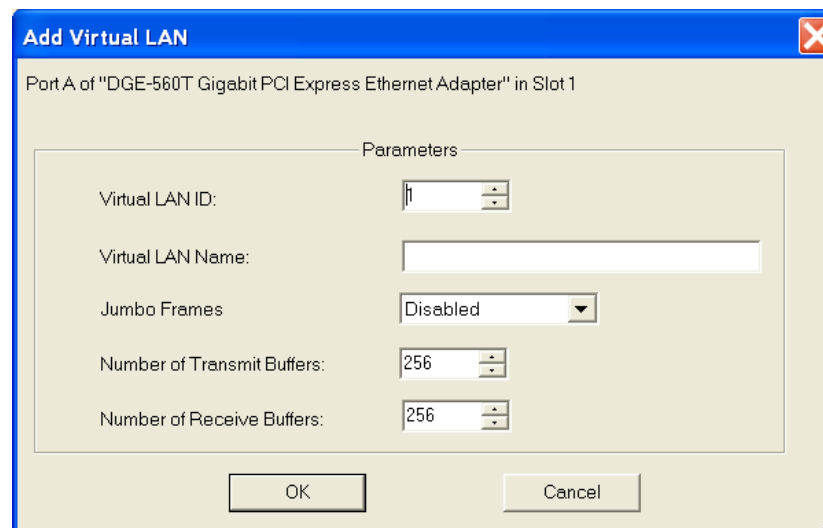 Add Virtual LAN
Port A of "DGE-560T Gigabit PCI Express Ethernet Adapter" in Slot 1
Parameters
Virtual LAN ID: 1
Virtual LAN Name:
Jumbo Frames Disabled
Number of Transmit Buffers: 256
Number of Receive Buffers: 256
OK Cancel